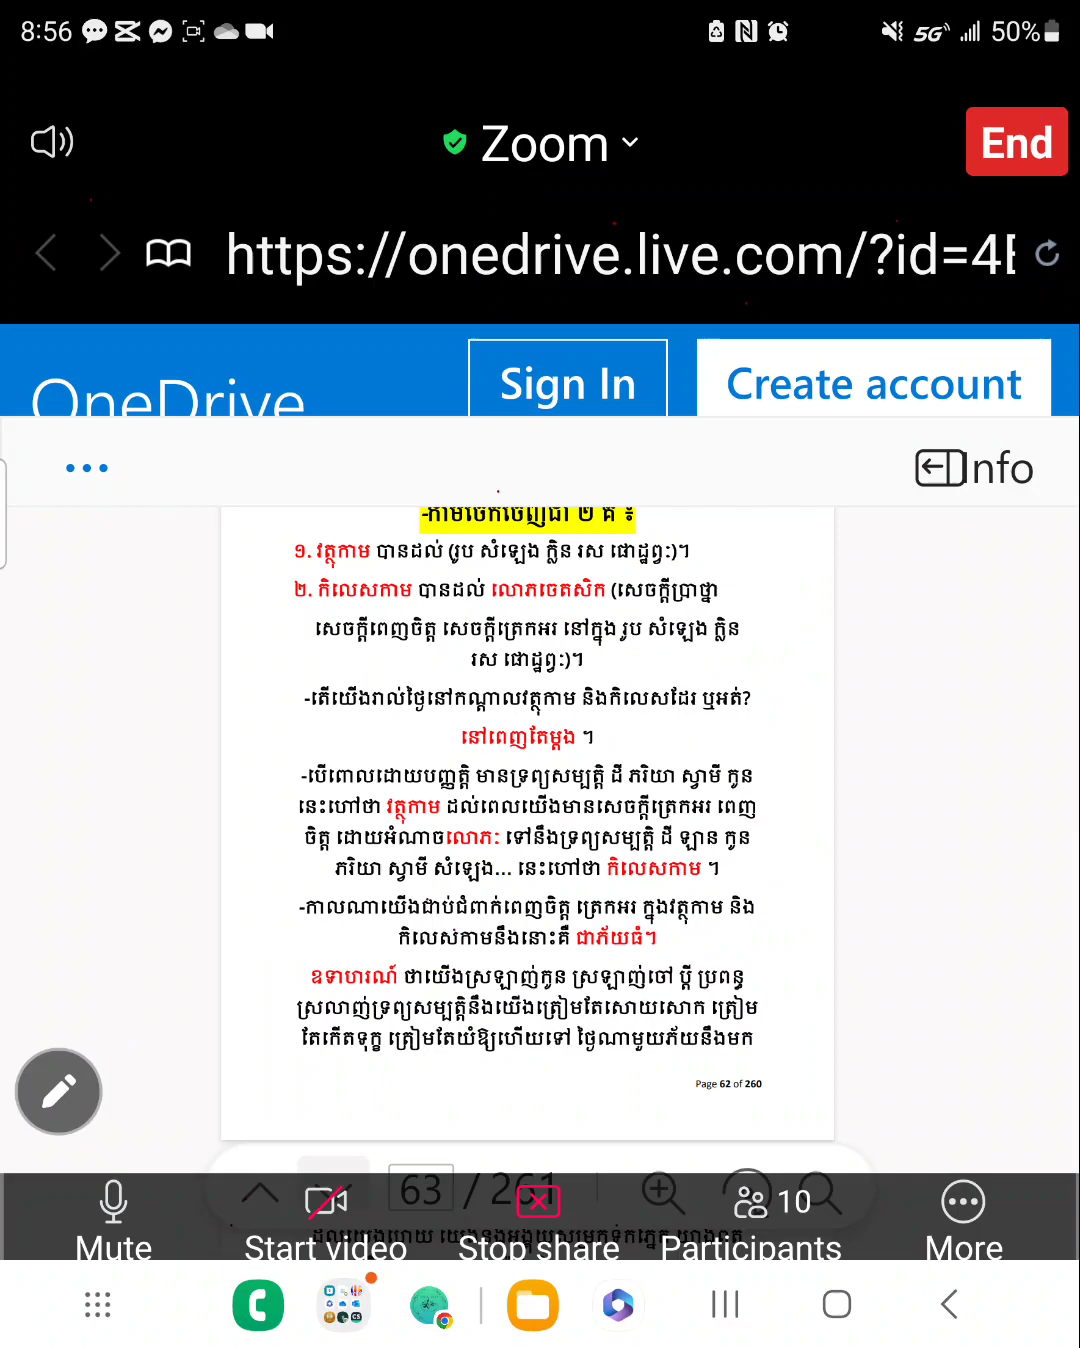 8:56
5G
50%
Zoom
End
https://onedrive.live.com/?id=4
OneDrive
Sign In
Create account
Info
-កាមចែកចេញជា ២ គឺ ៖
១. វត្ថុកាម បានដល់ (រូប សំឡេង ក្លិន រស ផោដ្ឋព្វៈ)។
២. កិលេសកាម បានដល់ លោភចេតសិក (សេចក្តីប្រាថ្នា
សេចក្តីពេញចិត្ត សេចក្តីត្រេកអរ នៅក្នុង រូប សំឡេង ក្លិន
រស ផោដ្ឋព្វៈ)។
-តើយើងរាល់ថ្ងៃនៅកណ្តាលវត្ថុកាម និងកិលេសដែរ ឬអត់?
នៅពេញតែម្តង ។
-បើពោលដោយបញ្ញត្តិ មានទ្រព្យសម្បត្តិ ដី ភរិយា ស្វាមី កូន
នេះហៅថា វត្ថុកាម ដល់ពេលយើងមានសេចក្តីត្រេកអរ ពេញ
ចិត្ត ដោយអំណាចលោភៈ ទៅនឹងទ្រព្យសម្បត្តិ ដី ឡាន កូន
ភរិយា ស្វាមី សំឡេង... នេះហៅថា កិលេសកាម ។
-កាលណាយើងជាប់ជំពាក់ពេញចិត្ត ត្រេកអរ ក្នុងវត្ថុកាម និង
កិលេស់កាមនឹងនោះគឺ ជាភ័យធំ។
ឧទាហរណ៍ ថាយើងស្រឡាញ់កូន ស្រឡាញ់ចៅ ប្តី ប្រពន្ធ
ស្រលាញ់ទ្រព្យសម្បត្តិនឹងយើងត្រៀមតែសោយសោក ត្រៀម
តែកើតទុក្ខ ត្រៀមតែយំឱ្យហើយទៅ ថ្ងៃណាមួយភ័យនឹងមក
Page 62 of 260
63 / 261
10
Mute
Start video
Stop share
Participants
More